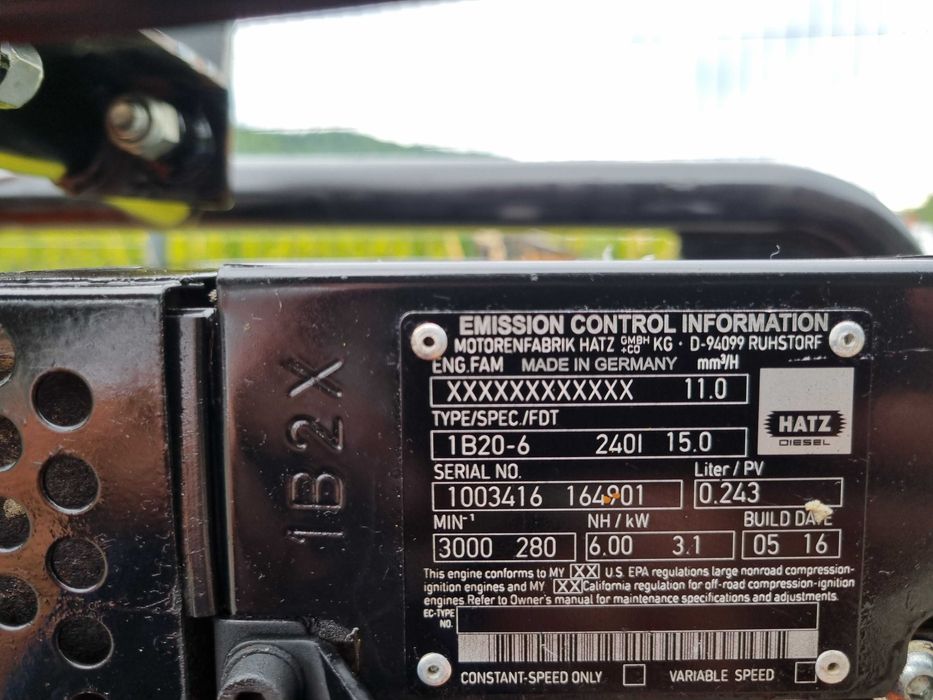 1B2X
EMISSION CONTROL INFORMATION
MOTORENFABRIK HATZ GMBH +CO KG · D-94099 RUHSTORF
ENG.FAM MADE IN GERMANY mm³/H
XXXXXXXXXXXX 11.0
TYPE/SPEC./FDT
1B20-6 240I 15.0
HATZ
DIESEL
SERIAL NO. Liter / PV
1003416 164901 0.243
MIN⁻¹ NH / kW BUILD DATE
3000 280 6.00 3.1 05 16
This engine conforms to MY XX U.S. EPA regulations large nonroad compression-
ignition engines and MY XX California regulation for off-road compression-ignition
engines Refer to Owner's manual for maintenance specifications and adjustments.
EC-TYPE
NO.
CONSTANT-SPEED ONLY VARIABLE SPEED